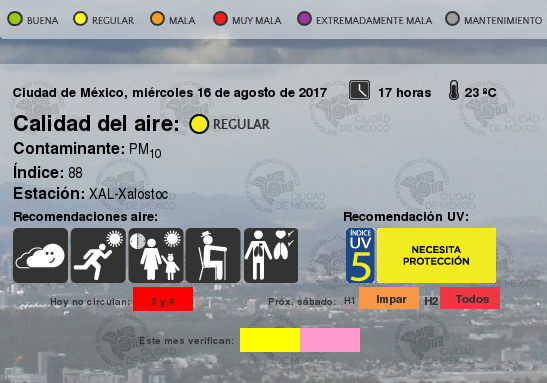 BUENA REGULAR MALA MUY MALA EXTREMADAMENTE MALA MANTENIMIENTO
Ciudad de México, miércoles 16 de agosto de 2017 17 horas 23 ºC
Calidad del aire: REGULAR
Contaminante: PM10
Índice: 88
Estación: XAL-Xalostoc
Recomendaciones aire: Recomendación UV:
ÍNDICE
UV
5
NECESITA
PROTECCIÓN
Hoy no circulan: 3 y 4 Próx. sábado: H1 Impar H2 Todos
Este mes verifican:
CIUDAD
DE MÉXICO